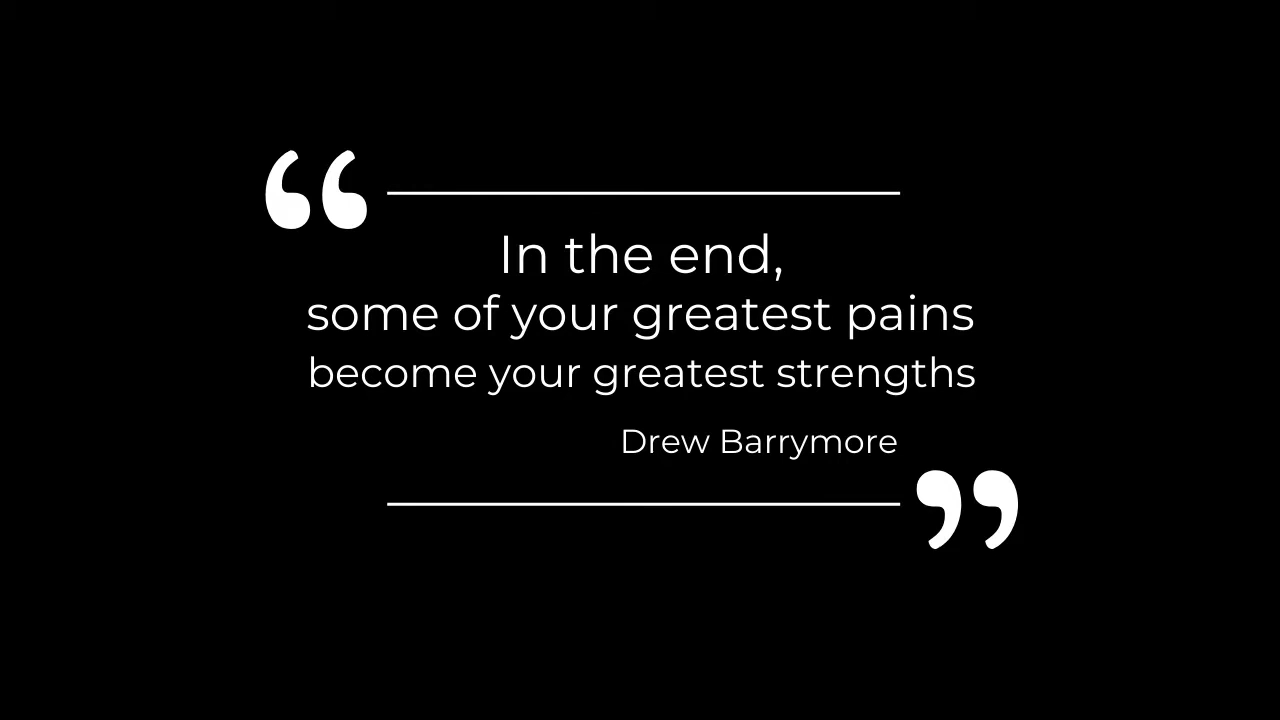 “
In the end,
some of your greatest pains
become your greatest strengths
Drew Barrymore
”